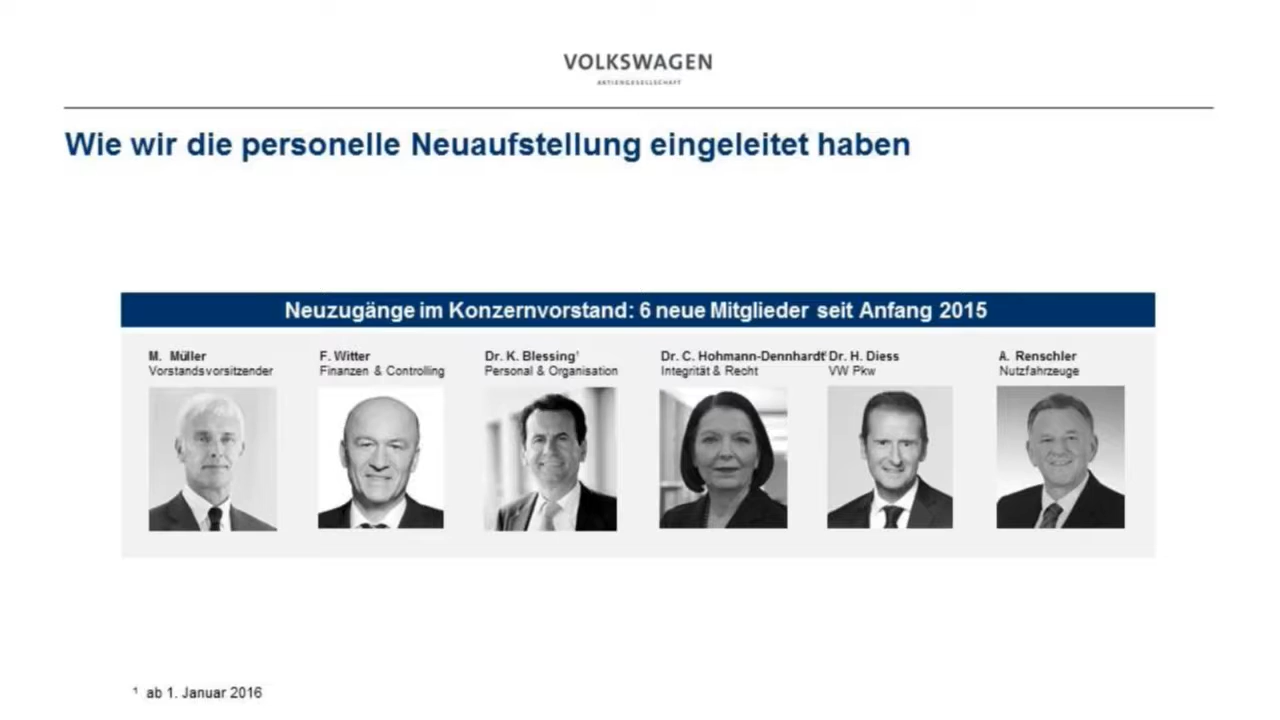 VOLKSWAGEN
AKTIENGESELLSCHAFT
Wie wir die personelle Neuaufstellung eingeleitet haben
Neuzugänge im Konzernvorstand: 6 neue Mitglieder seit Anfang 2015
M. Müller
Vorstandsvorsitzender
F. Witter
Finanzen & Controlling
Dr. K. Blessing¹
Personal & Organisation
Dr. C. Hohmann-Dennhardt¹
Integrität & Recht
Dr. H. Diess
VW Pkw
A. Renschler
Nutzfahrzeuge
¹ ab 1. Januar 2016